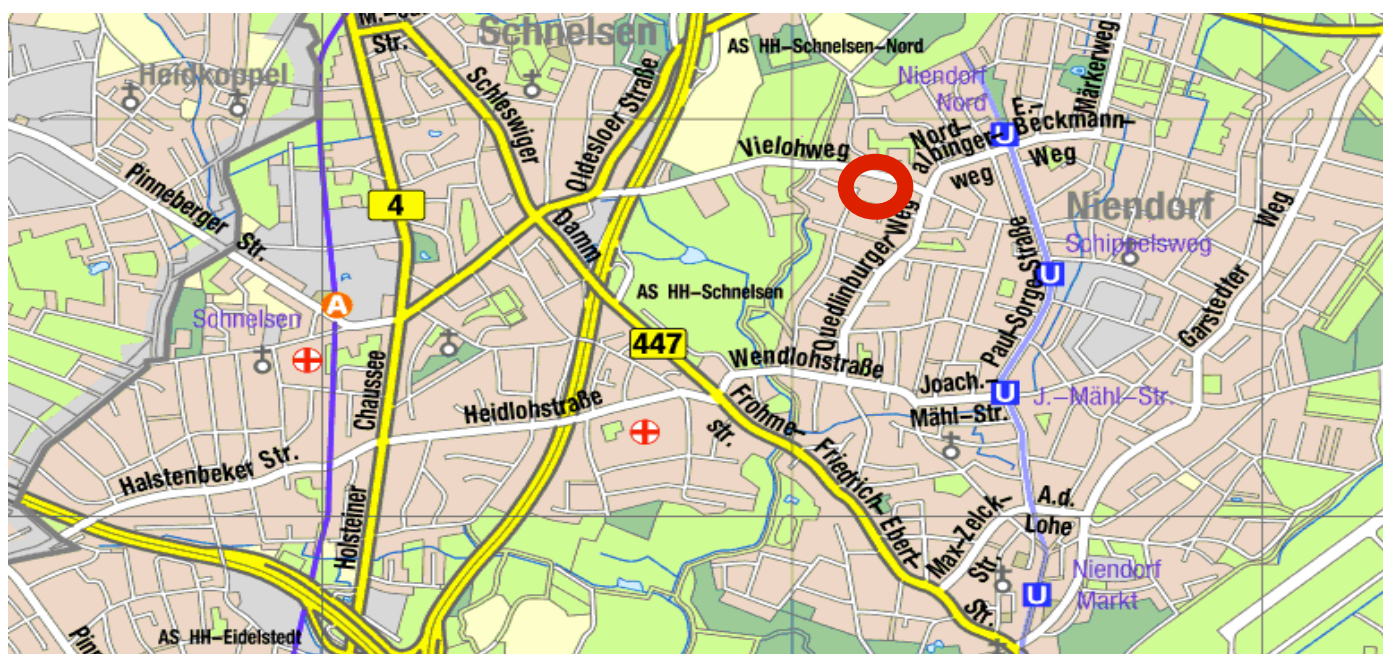 M.-
Str.
Schnelsen
AS HH–Schnelsen–Nord
Heidkoppel
Schleswiger
Oldesloer Straße
Niendorf
Nord
Märkerweg
E.–
Beckmann–
Weg
Nord–
albinger–
weg
Vielohweg
Pinneberger
Str.
4
Damm
Niendorf
Schippelsweg
U
U
Weg
Garstedter
Quedlinburger Weg
Paul-Sorge-Straße
AS HH–Schnelsen
A
Schnelsen
447
Wendlohstraße
Chaussee
Holsteiner
Heidlohstraße
Frohme–
str.
Joach.–
Mähl–Str.
U
J.–Mähl–Str.
Halstenbeker Str.
Friedrich–
Ebert–
Str.
Max–Zelck–
Str.
A.d.
Lohe
U
Niendorf
Markt
AS HH–Eidelstedt